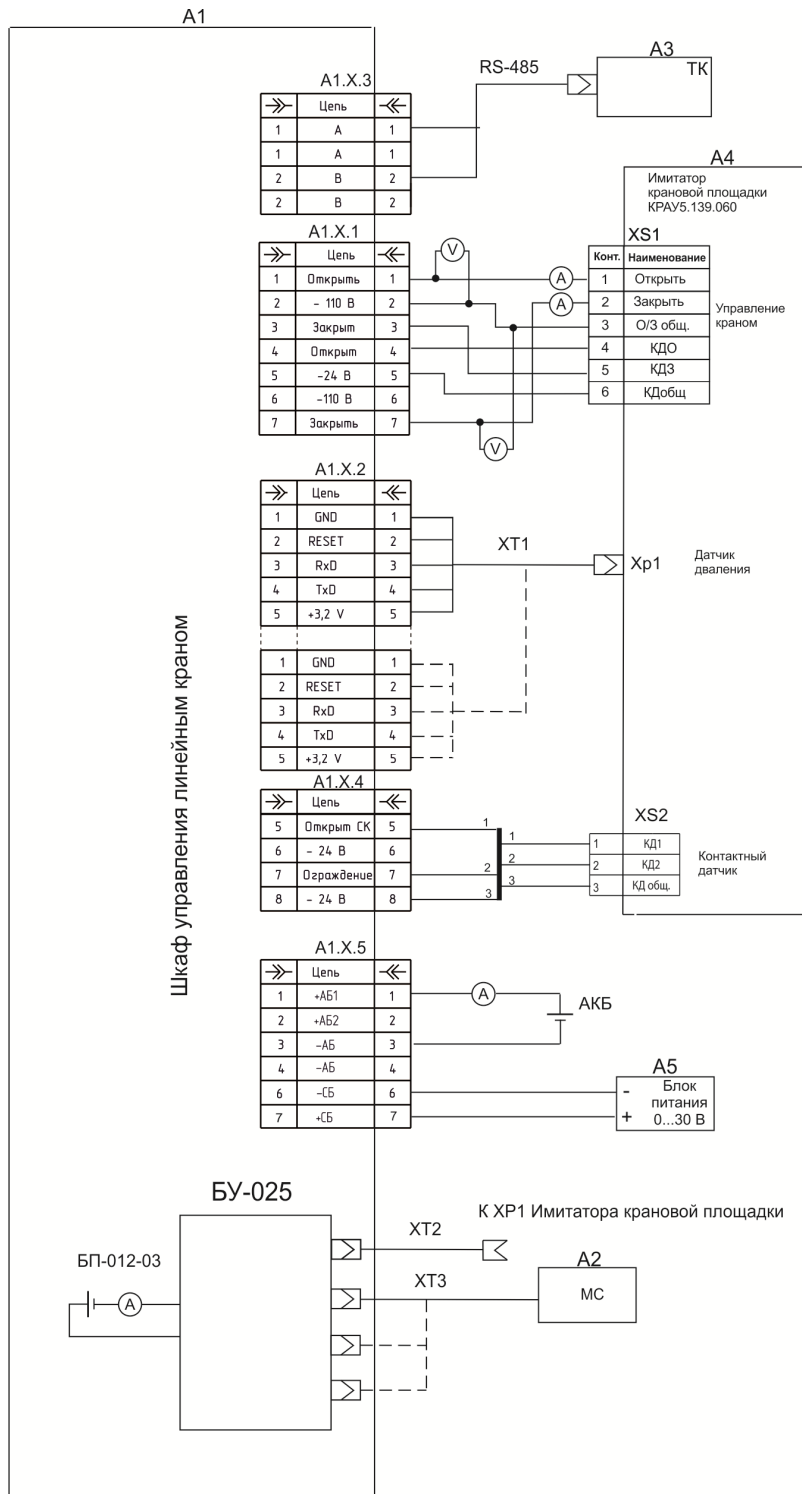 A1
A1.X.3
Цепь
1 A 1
1 A 1
2 B 2
2 B 2
RS-485
A3
ТК
A4
Имитатор
крановой площадки
КРАУ5.139.060
A1.X.1
Цепь
1 Открыть 1
2 - 110 В 2
3 Закрыт 3
4 Открыт 4
5 -24 В 5
6 -110 В 6
7 Закрыть 7
V
A
A
V
XS1
Конт. Наименование
1 Открыть
2 Закрыть
3 О/З общ.
4 КДО
5 КДЗ
6 КДобщ
Управление
краном
A1.X.2
Цепь
1 GND 1
2 RESET 2
3 RxD 3
4 TxD 4
5 +3,2 V 5
1 GND 1
2 RESET 2
3 RxD 3
4 TxD 4
5 +3,2 V 5
XT1
Xp1
Датчик
дваления
Шкаф управления линейным краном
A1.X.4
Цепь
5 Открыт СК 5
6 - 24 В 6
7 Ограждение 7
8 - 24 В 8
1
2
3
1
2
3
XS2
1 КД1
2 КД2
3 КД общ.
Контактный
датчик
A1.X.5
Цепь
1 +АБ1 1
2 +АБ2 2
3 -АБ 3
4 -АБ 4
6 -СБ 6
7 +СБ 7
A
АКБ
A5
- Блок
питания
+ 0...30 В
БУ-025
БП-012-03
A
XT2
К ХР1 Имитатора крановой площадки
XT3
A2
МС